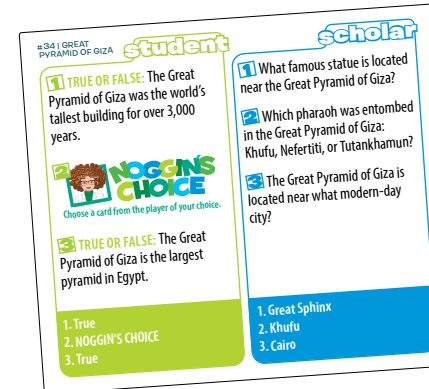 #34 | GREAT
PYRAMID OF GIZA
student
1 TRUE OR FALSE: The Great
Pyramid of Giza was the world's
tallest building for over 3,000
years.
2 NOGGIN'S
CHOICE
Choose a card from the player of your choice.
3 TRUE OR FALSE: The Great
Pyramid of Giza is the largest
pyramid in Egypt.
1. True
2. NOGGIN'S CHOICE
3. True
scholar
1 What famous statue is located
near the Great Pyramid of Giza?
2 Which pharaoh was entombed
in the Great Pyramid of Giza:
Khufu, Nefertiti, or Tutankhamun?
3 The Great Pyramid of Giza is
located near what modern-day
city?
1. Great Sphinx
2. Khufu
3. Cairo